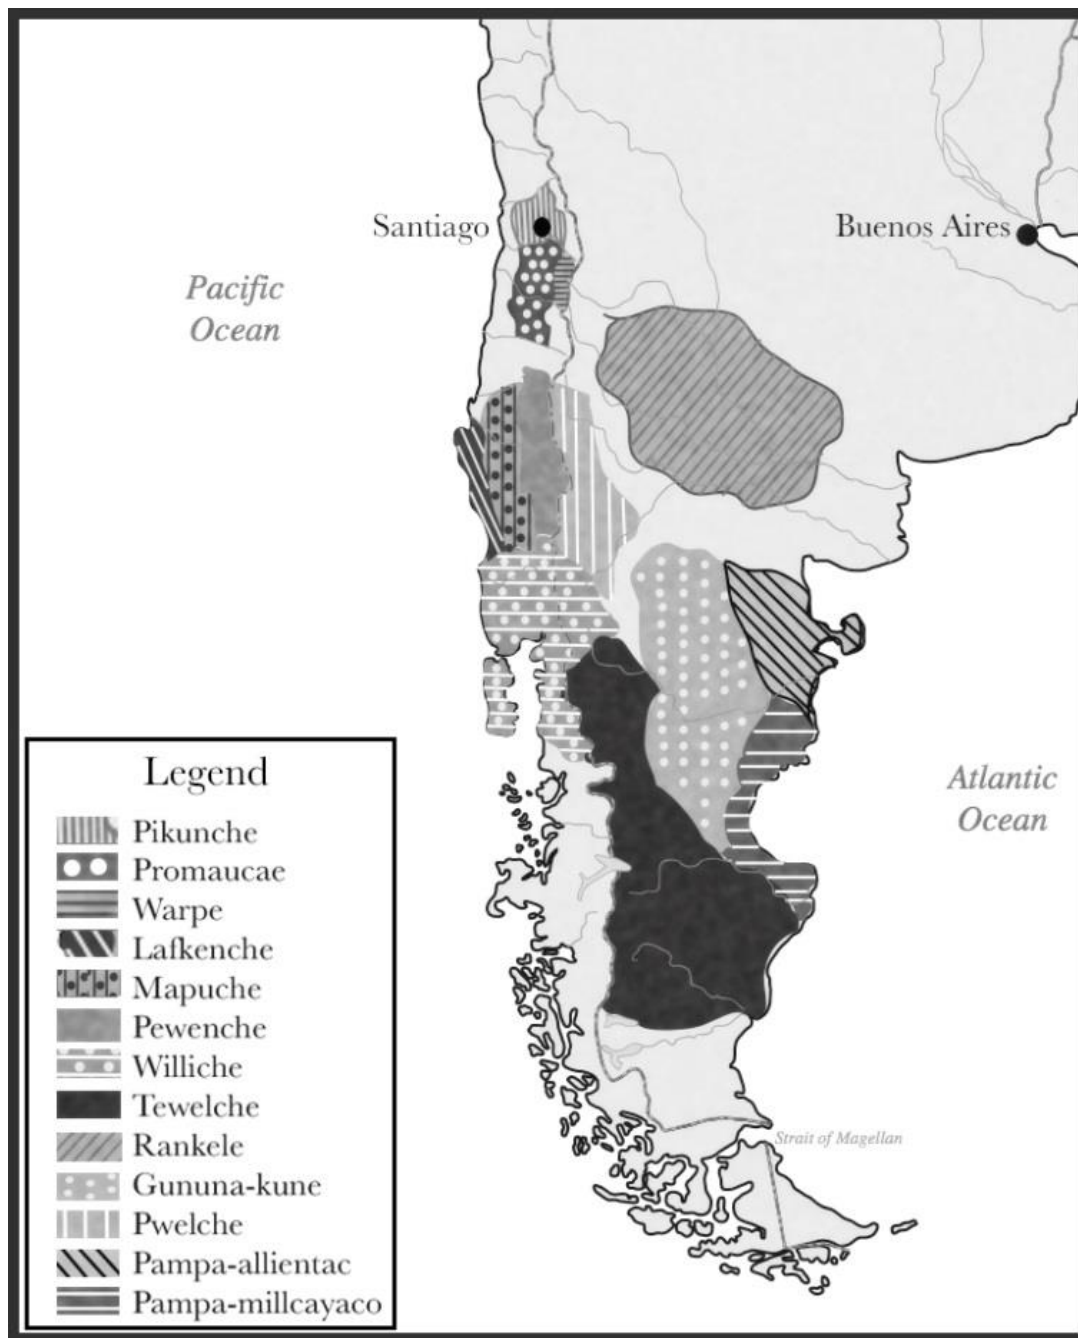 Santiago
Buenos Aires
Pacific
Ocean
Atlantic
Ocean
Strait of Magellan
Legend
Pikunche
Promaucae
Warpe
Lafkenche
Mapuche
Pewenche
Williche
Tewelche
Rankele
Gununa-kune
Pwelche
Pampa-allientac
Pampa-millcayaco